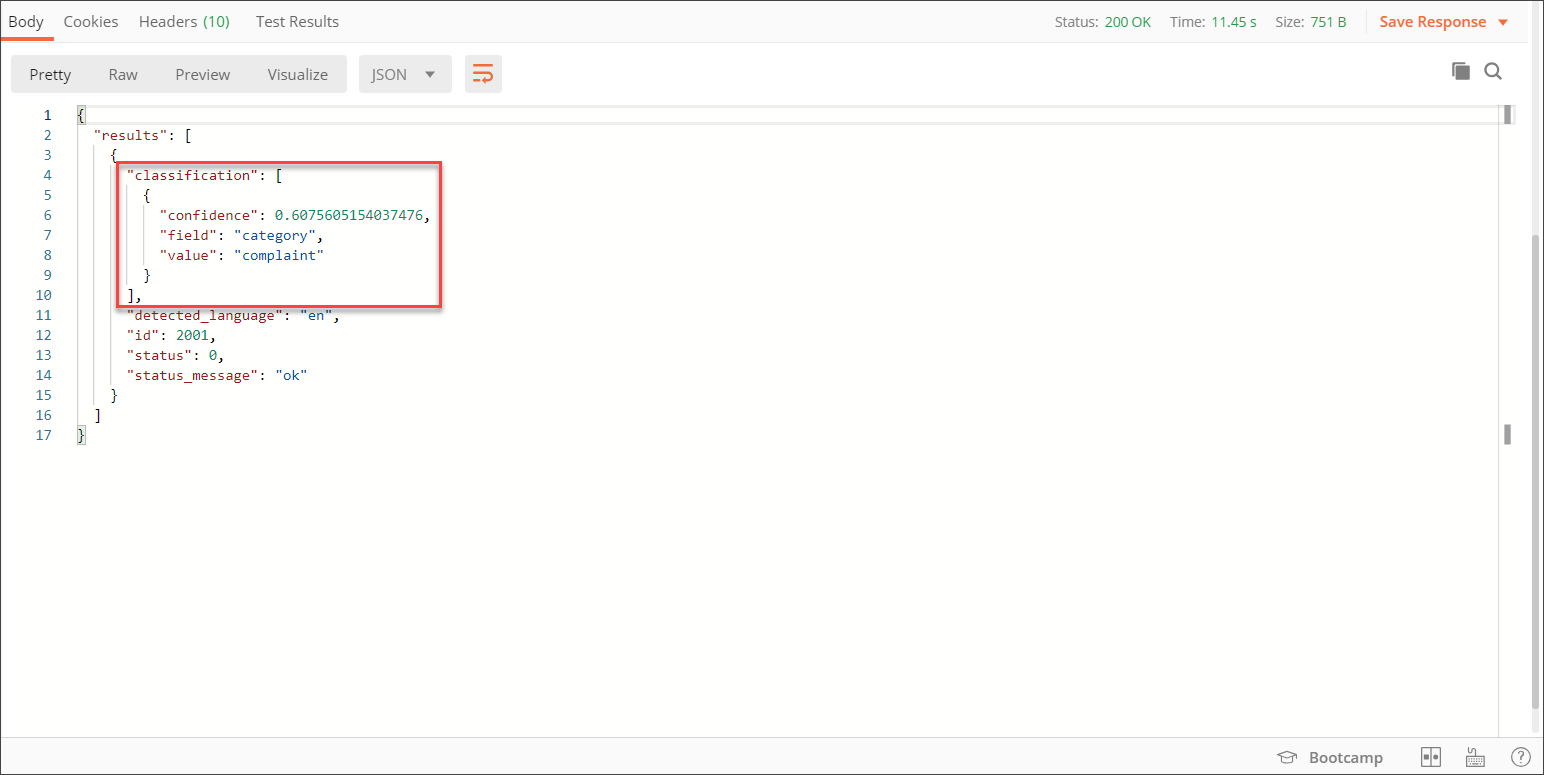 Body Cookies Headers (10) Test Results Status: 200 OK Time: 11.45 s Size: 751 B Save Response
Pretty Raw Preview Visualize JSON
1 {
2 "results": [
3 {
4 "classification": [
5 {
6 "confidence": 0.6075605154037476,
7 "field": "category",
8 "value": "complaint"
9 }
10 ],
11 "detected_language": "en",
12 "id": 2001,
13 "status": 0,
14 "status_message": "ok"
15 }
16 ]
17 }
Bootcamp